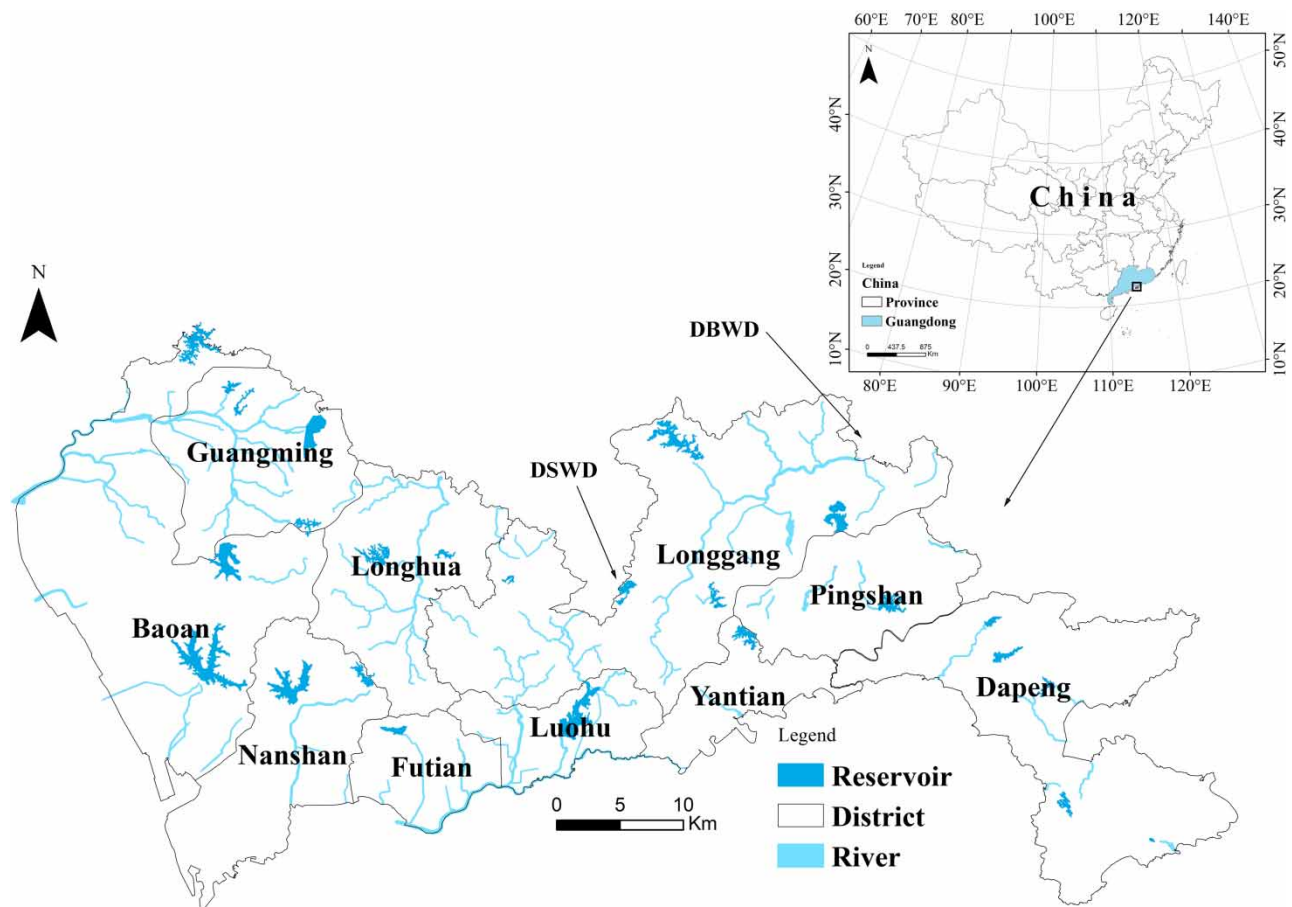 60°E 70°E 80°E 100°E 120°E 140°E
N
50°N
40°N
40°N
30°N
China
30°N
20°N
Legend
China
Province
Guangdong
20°N
0 437.5 875
Km
10°N
10°N
80°E 90°E 100°E 110°E 120°E
N
DBWD
Guangming
DSWD
Longgang
Longhua
Pingshan
Baoan
Dapeng
Yantian
Luohu
Nanshan
Futian
0 5 10
Km
Legend
Reservoir
District
River